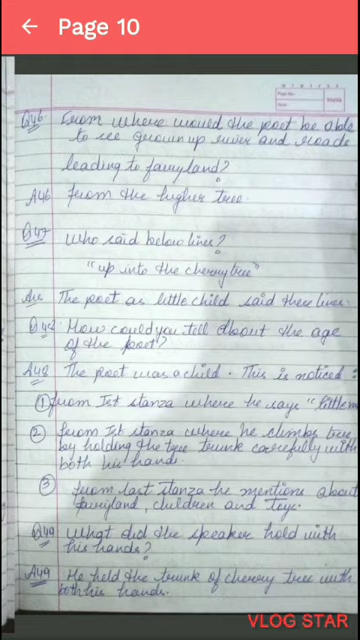 Page 10
Q46 From where would the poet be able
to see grown up river and roads
leading to fairyland?
A46 From the higher tree.
Q47 Who said below lines?
"up into the cherry tree"
Ans The poet as little child said these lines.
Q48 How could you tell about the age
of the poet?
A48 The poet was a child. This is noticed :
① from Ist stanza where he says "little m
② from Ist stanza where he climbs tree
by holding the tree trunk carefully with
both his hands.
③ from last stanza he mentions about
fairyland, children and toys.
Q49 What did the speaker hold with
his hands?
A49 He held the trunk of cherry tree with
both his hands.
VLOG STAR